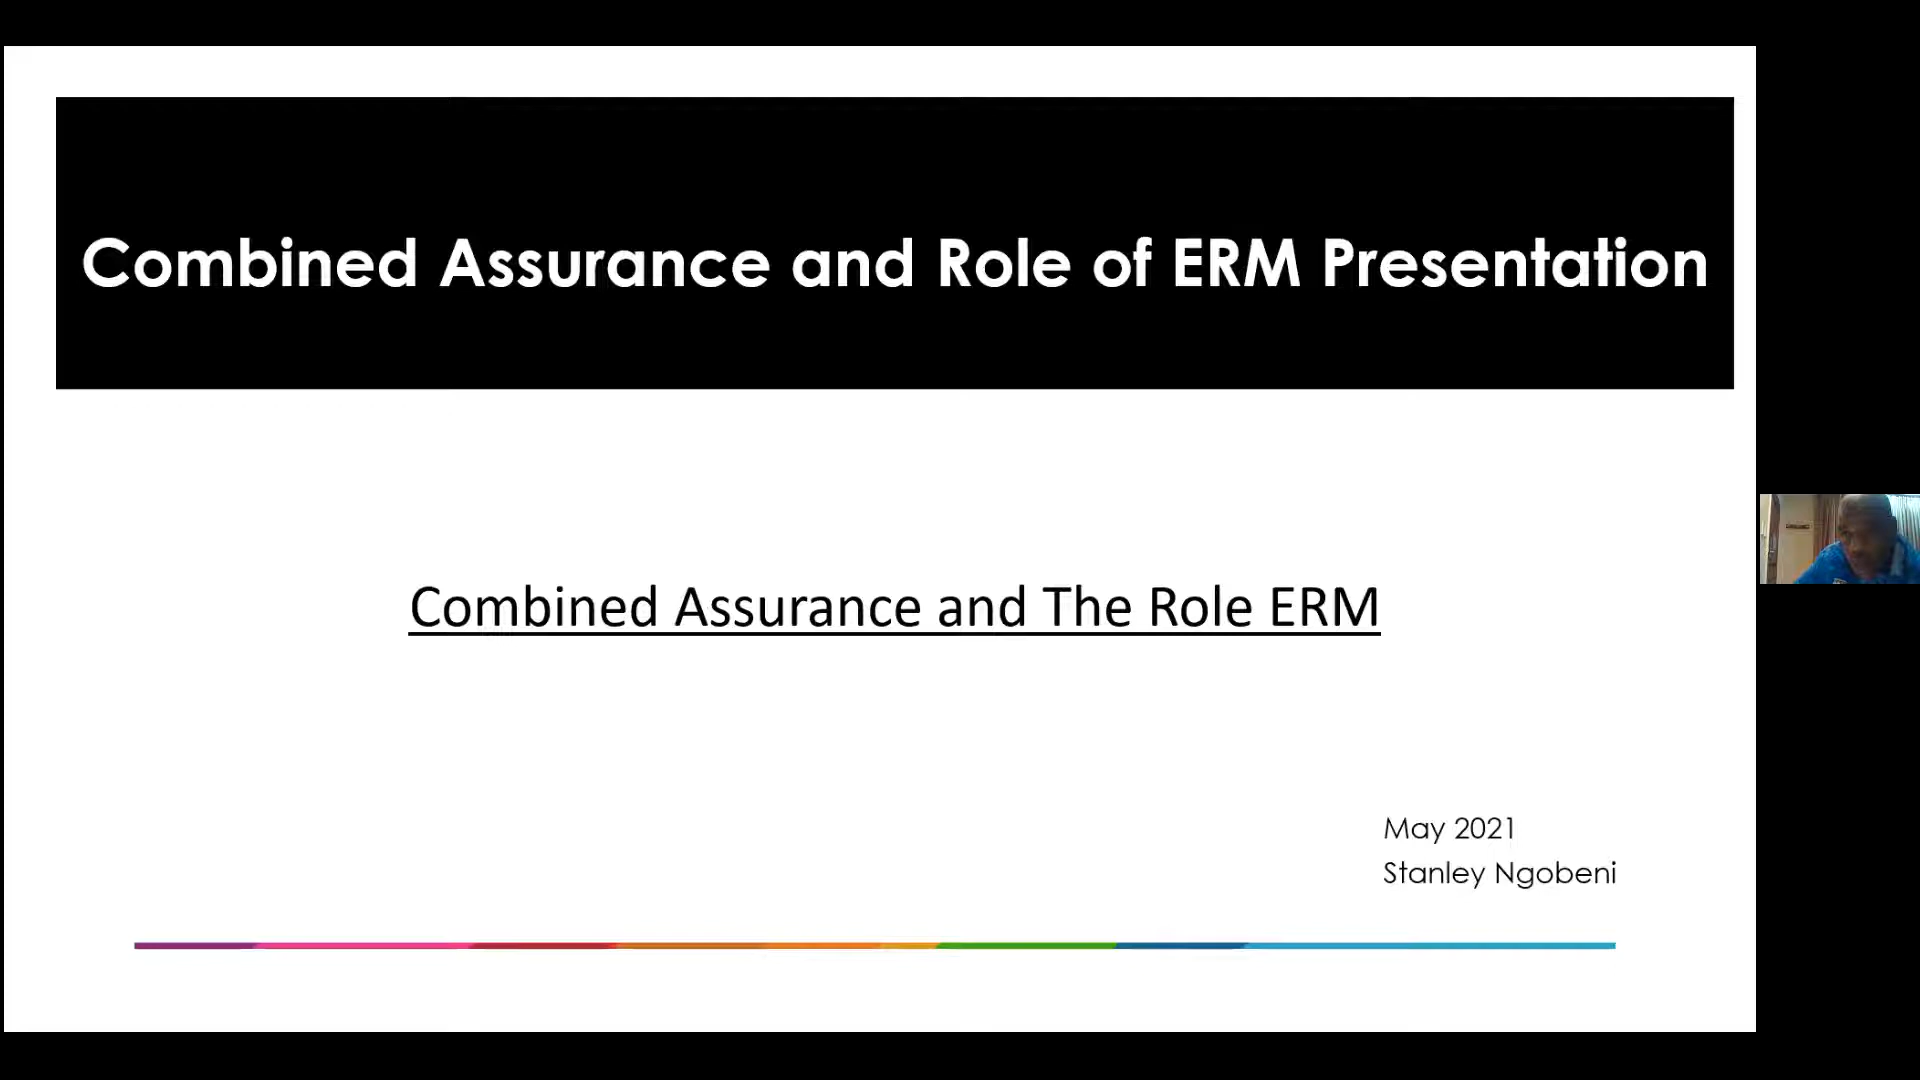 Combined Assurance and Role of ERM Presentation
Combined Assurance and The Role ERM
May 2021
Stanley Ngobeni